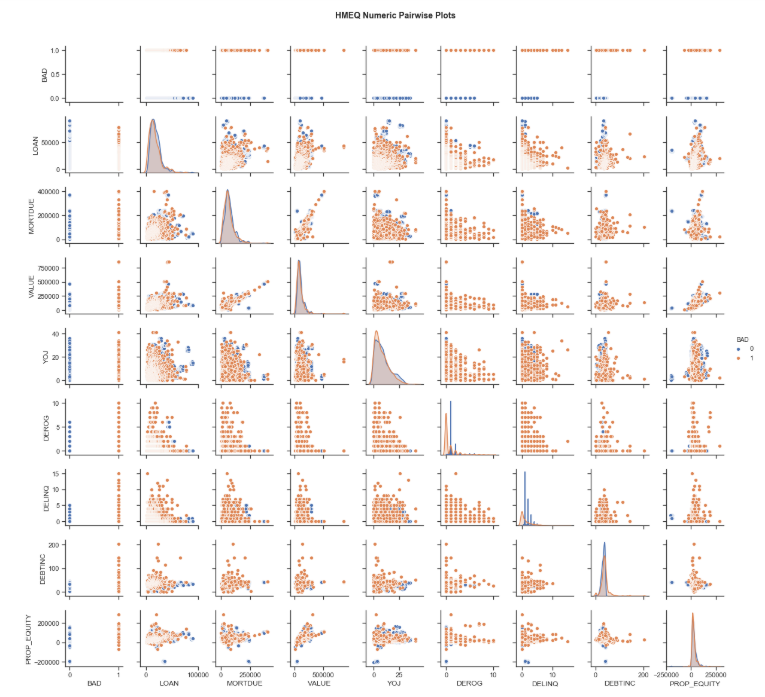 HMEQ Numeric Pairwise Plots
1.0
0.5
0.0
BAD
50000
0
LOAN
400000
200000
0
MORTDUE
750000
500000
250000
0
VALUE
40
20
0
YOJ
BAD
0
1
10
5
0
DEROG
15
10
5
0
DELINQ
200
100
0
DEBTINC
200000
0
−200000
PROP_EQUITY
0 1 0 100000 0 250000 0 500000 0 25 0 10 0 10 0 200 −250000 0 250000
BAD LOAN MORTDUE VALUE YOJ DEROG DELINQ DEBTINC PROP_EQUITY